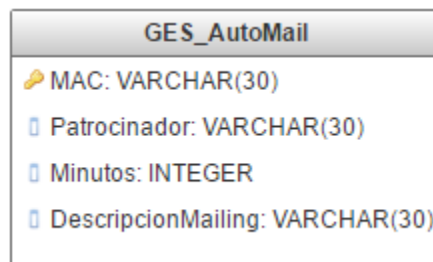 GES_AutoMail
MAC: VARCHAR(30)
Patrocinador: VARCHAR(30)
Minutos: INTEGER
DescripcionMailing: VARCHAR(30)